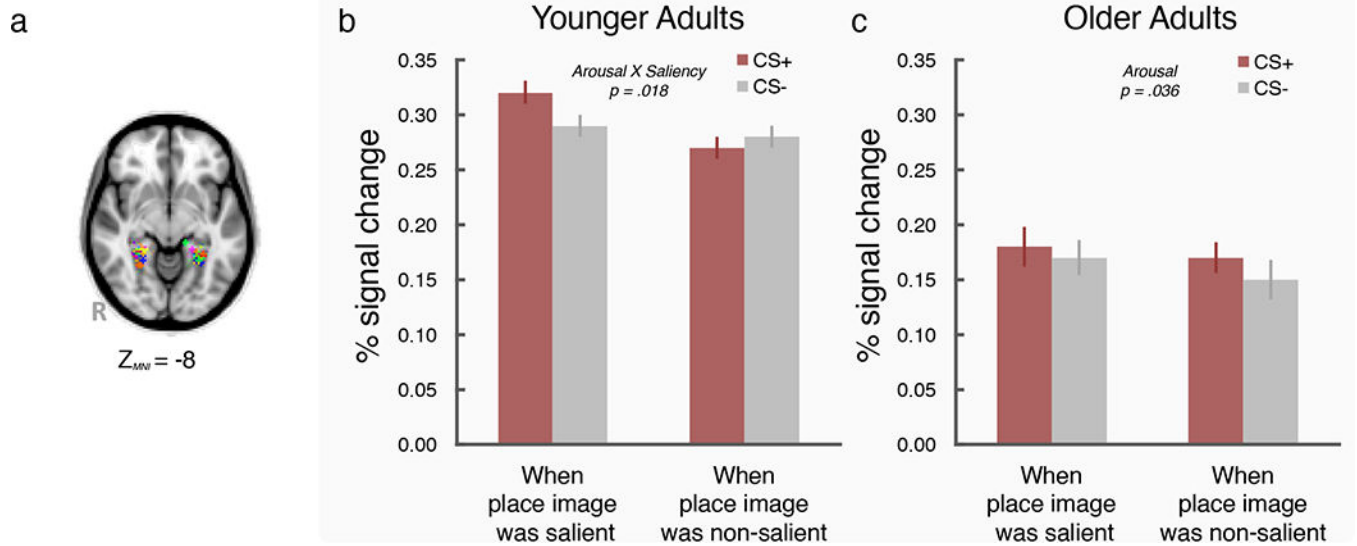 a
R
Z MNI = -8
b
Younger Adults
% signal change
0.35
0.30
0.25
0.20
0.15
0.10
0.05
0.00
Arousal X Saliency
p = .018
CS+
CS-
When
place image
was salient
When
place image
was non-salient
c
Older Adults
% signal change
0.35
0.30
0.25
0.20
0.15
0.10
0.05
0.00
Arousal
p = .036
CS+
CS-
When
place image
was salient
When
place image
was non-salient